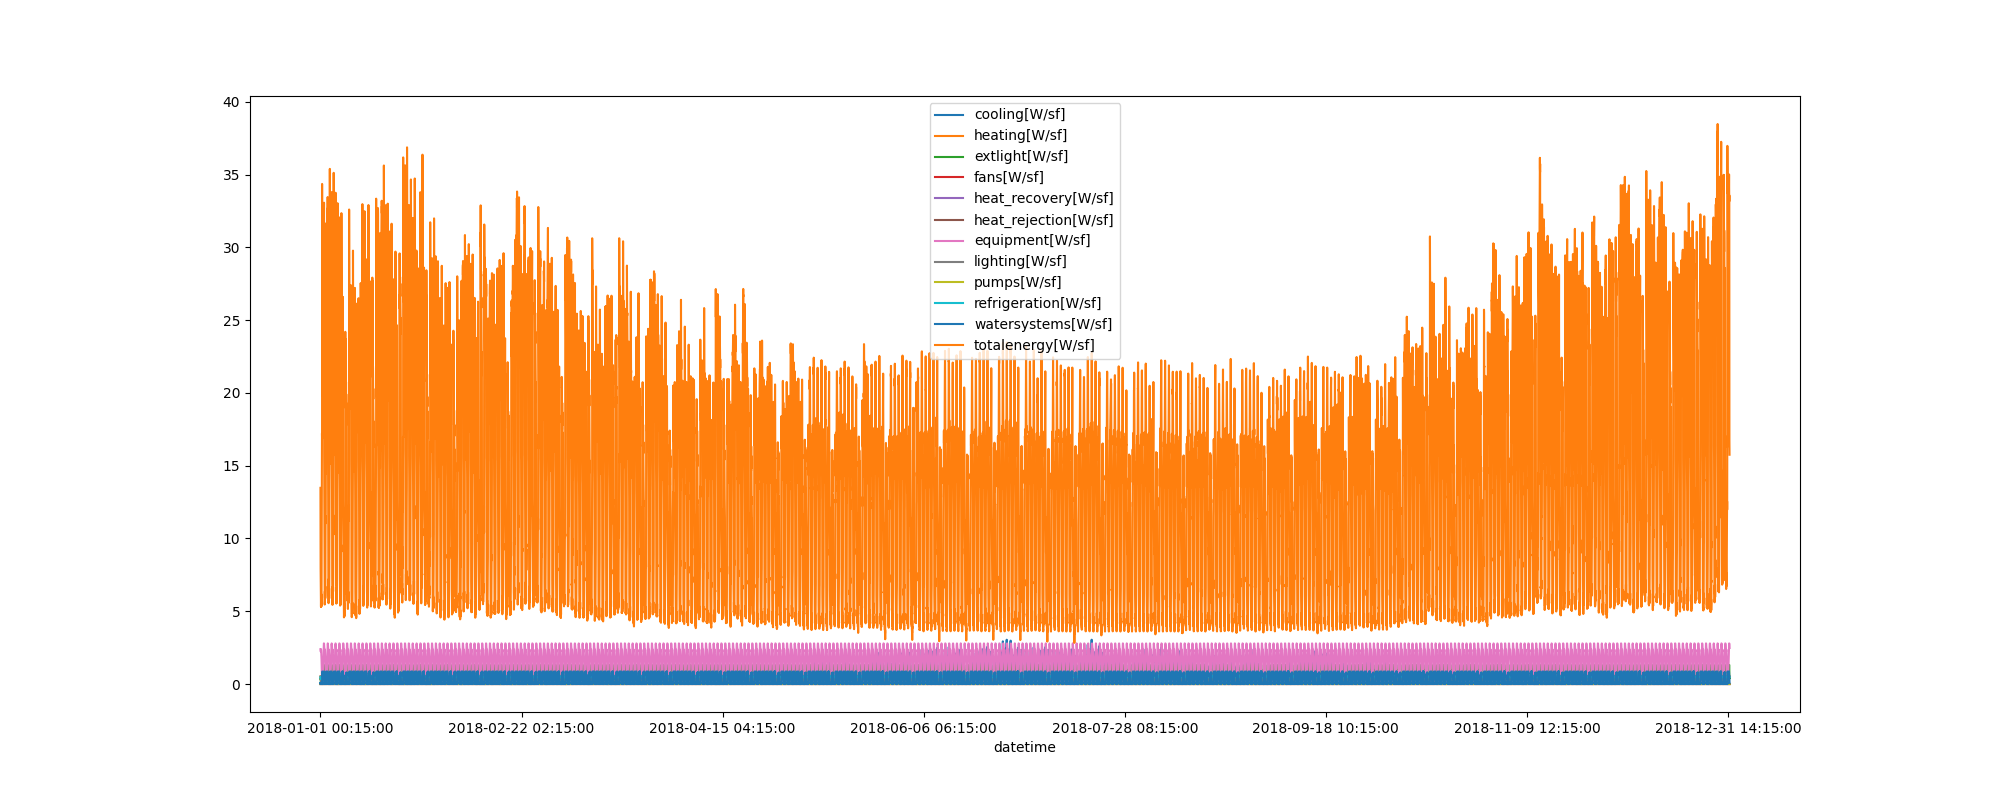 40
35
30
25
20
15
10
5
0
cooling[W/sf]
heating[W/sf]
extlight[W/sf]
fans[W/sf]
heat_recovery[W/sf]
heat_rejection[W/sf]
equipment[W/sf]
lighting[W/sf]
pumps[W/sf]
refrigeration[W/sf]
watersystems[W/sf]
totalenergy[W/sf]
2018-01-01 00:15:00 2018-02-22 02:15:00 2018-04-15 04:15:00 2018-06-06 06:15:00 2018-07-28 08:15:00 2018-09-18 10:15:00 2018-11-09 12:15:00 2018-12-31 14:15:00
datetime